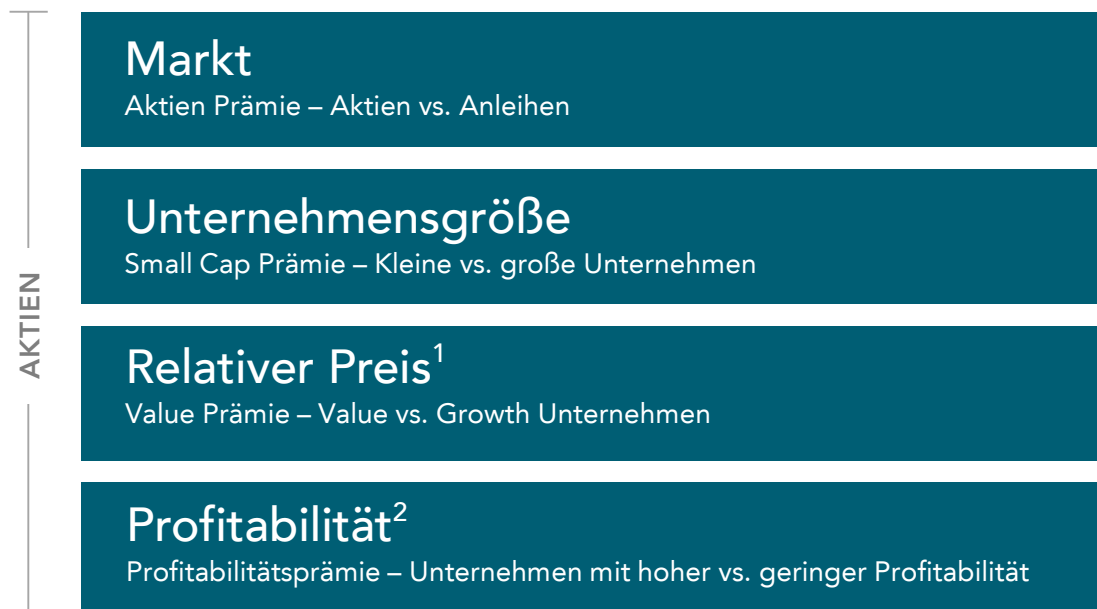 Markt
Aktien Prämie – Aktien vs. Anleihen
Unternehmensgröße
Small Cap Prämie – Kleine vs. große Unternehmen
AKTIEN
Relativer Preis¹
Value Prämie – Value vs. Growth Unternehmen
Profitabilität²
Profitabilitätsprämie – Unternehmen mit hoher vs. geringer Profitabilität